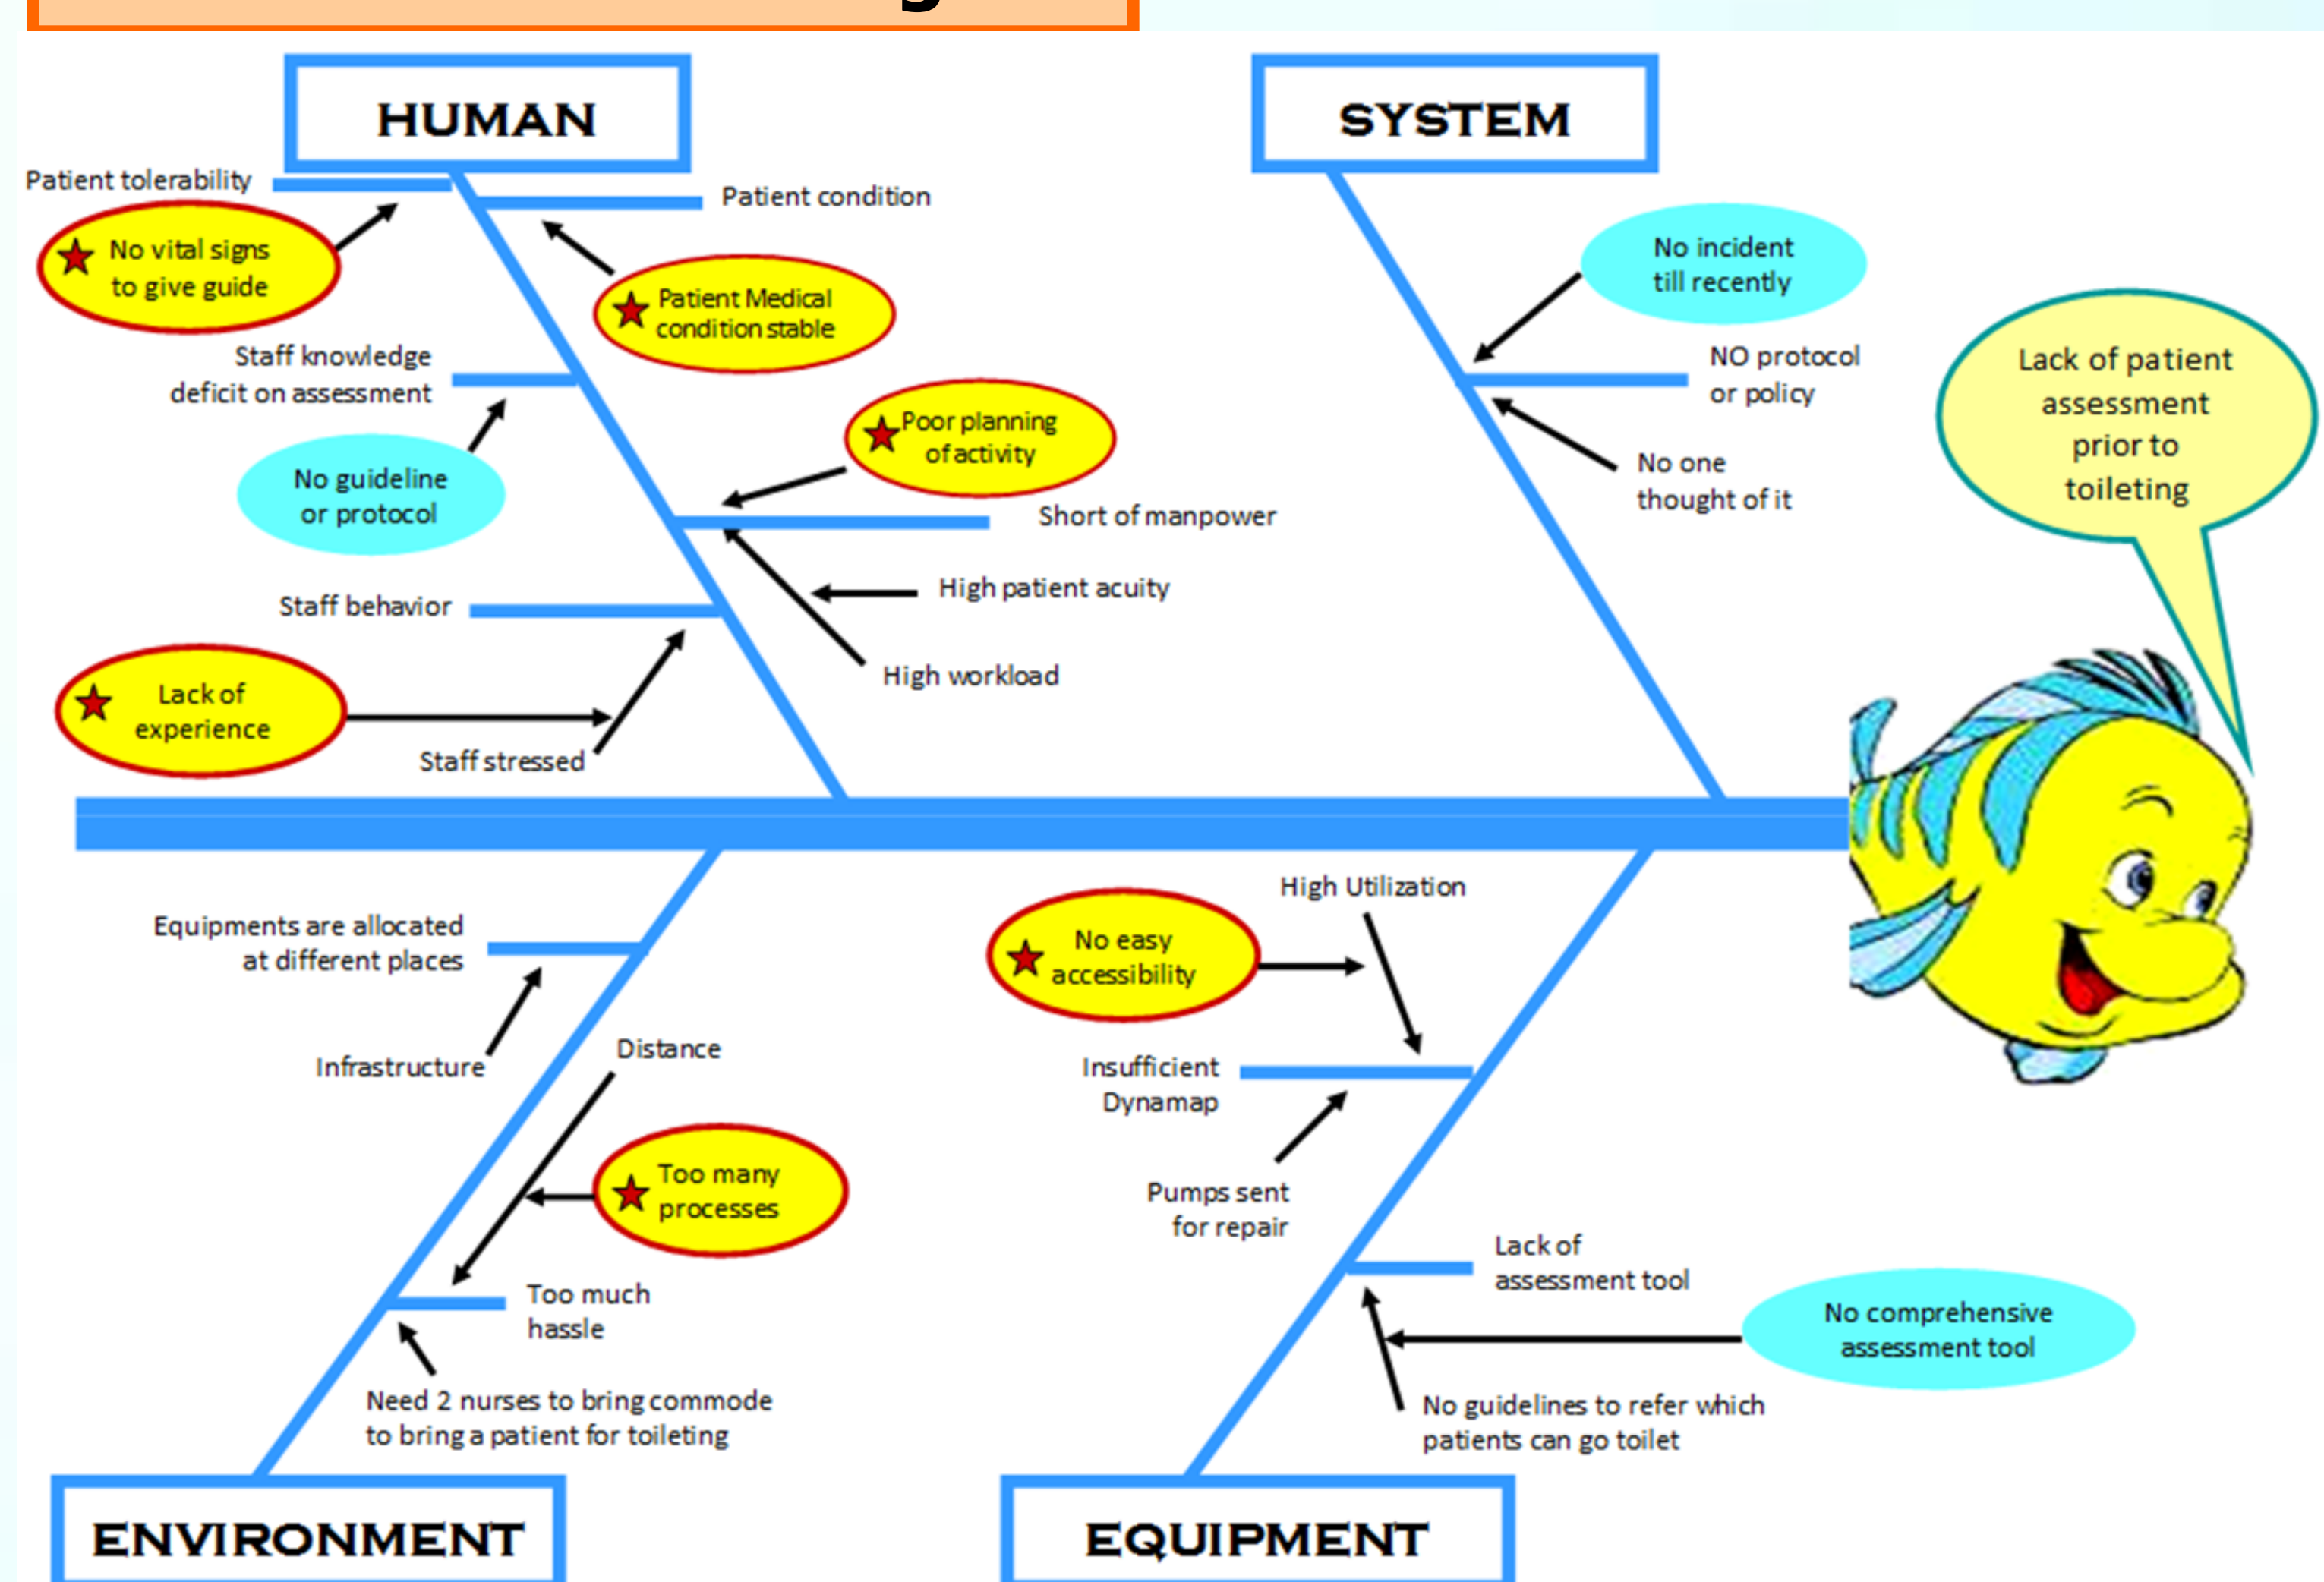 HUMAN
SYSTEM
Patient tolerability
Patient condition
No vital signs
to give guide
Patient Medical
condition stable
No incident
till recently
Staff knowledge
deficit on assessment
NO protocol
or policy
Lack of patient
assessment
prior to
toileting
Poor planning
of activity
No guideline
or protocol
No one
thought of it
Short of manpower
High patient acuity
Staff behavior
High workload
Lack of
experience
Staff stressed
High Utilization
Equipments are allocated
at different places
No easy
accessibility
Infrastructure
Distance
Insufficient
Dynamap
Too many
processes
Pumps sent
for repair
Lack of
assessment tool
Too much
hassle
No comprehensive
assessment tool
Need 2 nurses to bring commode
to bring a patient for toileting
No guidelines to refer which
patients can go toilet
ENVIRONMENT
EQUIPMENT